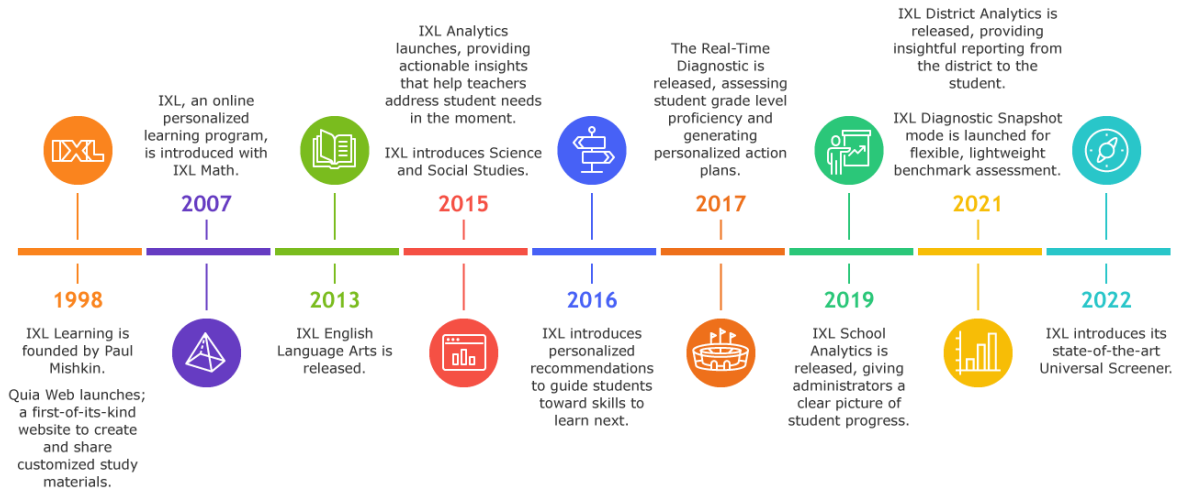 IXL
1998
IXL Learning is
founded by Paul
Mishkin.
Quia Web launches;
a first-of-its-kind
website to create
and share
customized study
materials.
IXL, an online
personalized
learning program,
is introduced with
IXL Math.
2007
2013
IXL English
Language Arts is
released.
IXL Analytics
launches, providing
actionable insights
that help teachers
address student needs
in the moment.
IXL introduces Science
and Social Studies.
2015
2016
IXL introduces
personalized
recommendations
to guide students
toward skills to
learn next.
The Real-Time
Diagnostic is
released, assessing
student grade level
proficiency and
generating
personalized action
plans.
2017
2019
IXL School
Analytics is
released, giving
administrators a
clear picture of
student progress.
IXL District Analytics is
released, providing
insightful reporting from
the district to the
student.
IXL Diagnostic Snapshot
mode is launched for
flexible, lightweight
benchmark assessment.
2021
2022
IXL introduces its
state-of-the-art
Universal Screener.